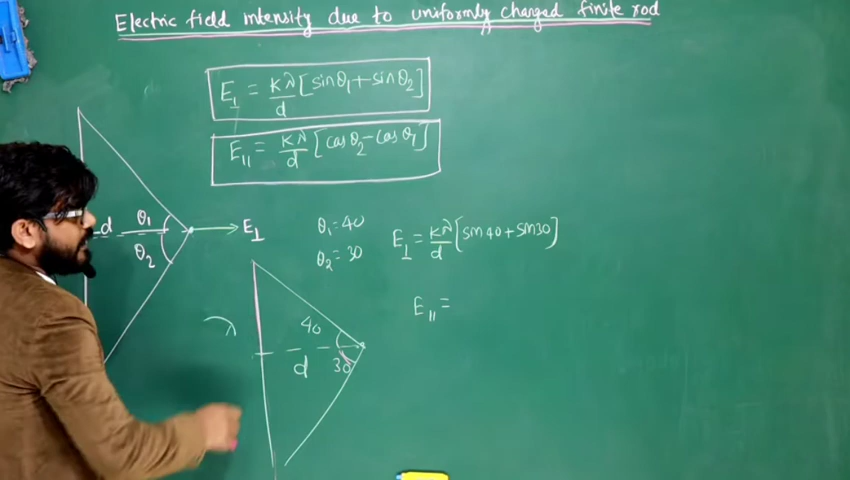 Electric field intensity due to uniformly charged finite rod
E⊥ = Kλ/d [sinθ1 + sinθ2]
E|| = Kλ/d [cosθ2 - cosθ1]
d θ1
θ2
E⊥
θ1 = 40
θ2 = 30
E⊥ = Kλ/d [sin40 + sin30]
E|| =
λ
40
d 30